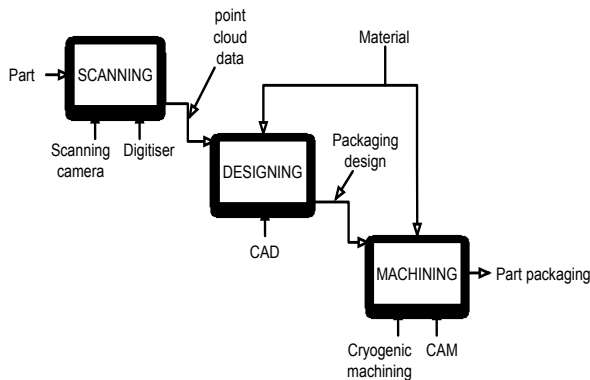 point
cloud
data
Material
Part
SCANNING
Scanning
camera
Digitiser
Packaging
design
DESIGNING
CAD
MACHINING
Part packaging
Cryogenic
machining
CAM